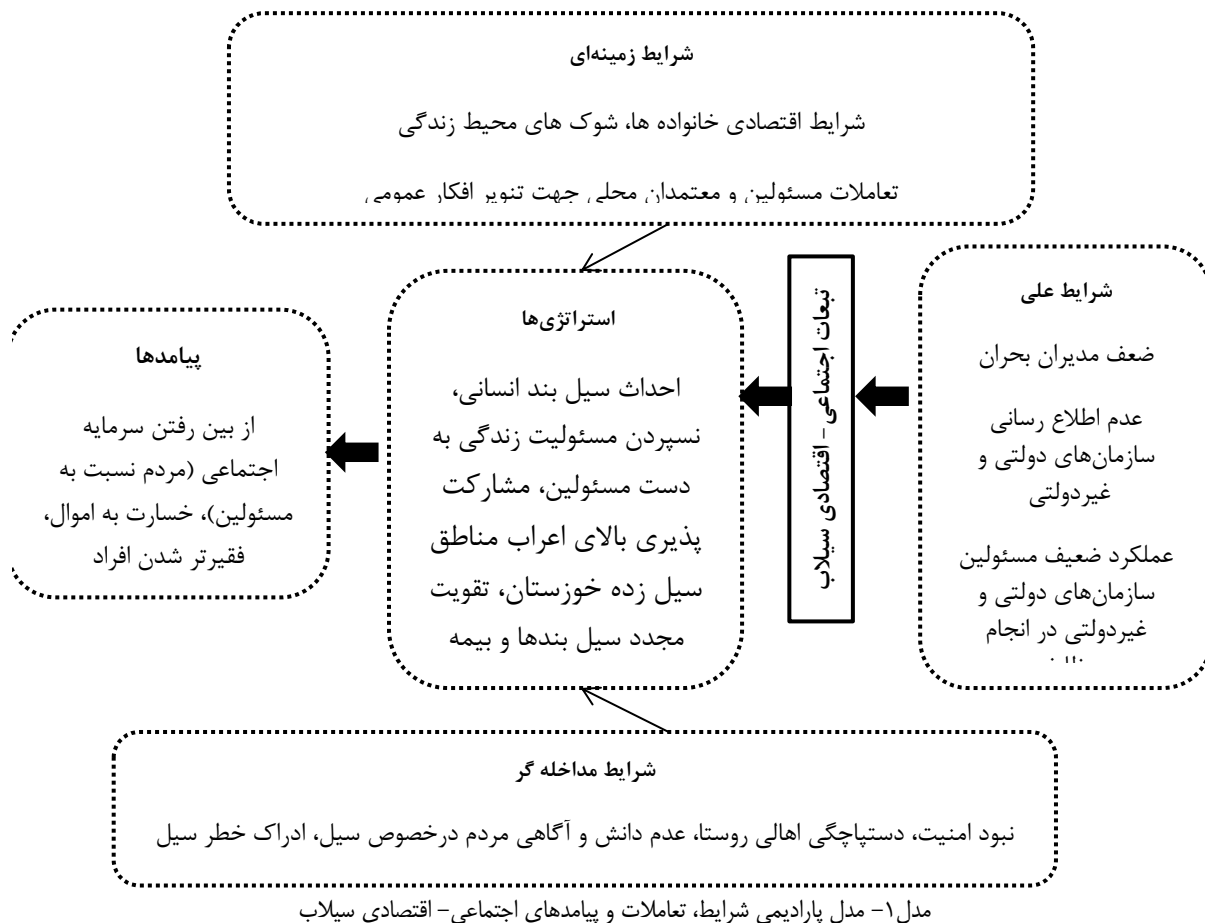 شرایط زمینه‌ای
شرایط اقتصادی خانواده ها، شوک های محیط زندگی
تعاملات مسئولین و معتمدان محلی جهت تنویر افکار عمومی
شرایط علی
ضعف مدیران بحران
عدم اطلاع رسانی
سازمان‌های دولتی و
غیردولتی
عملکرد ضعیف مسئولین
سازمان‌های دولتی و
غیردولتی در انجام
تبعات اجتماعی- اقتصادی سیلاب
استراتژی‌ها
احداث سیل بند انسانی،
نسپردن مسئولیت زندگی به
دست مسئولین، مشارکت
پذیری بالای اعراب مناطق
سیل زده خوزستان، تقویت
مجدد سیل بندها و بیمه
پیامدها
از بین رفتن سرمایه
اجتماعی (مردم نسبت به
مسئولین)، خسارت به اموال،
فقیرتر شدن افراد
شرایط مداخله گر
نبود امنیت، دستپاچگی اهالی روستا، عدم دانش و آگاهی مردم درخصوص سیل، ادراک خطر سیل
مدل۱- مدل پارادیمی شرایط، تعاملات و پیامدهای اجتماعی- اقتصادی سیلاب